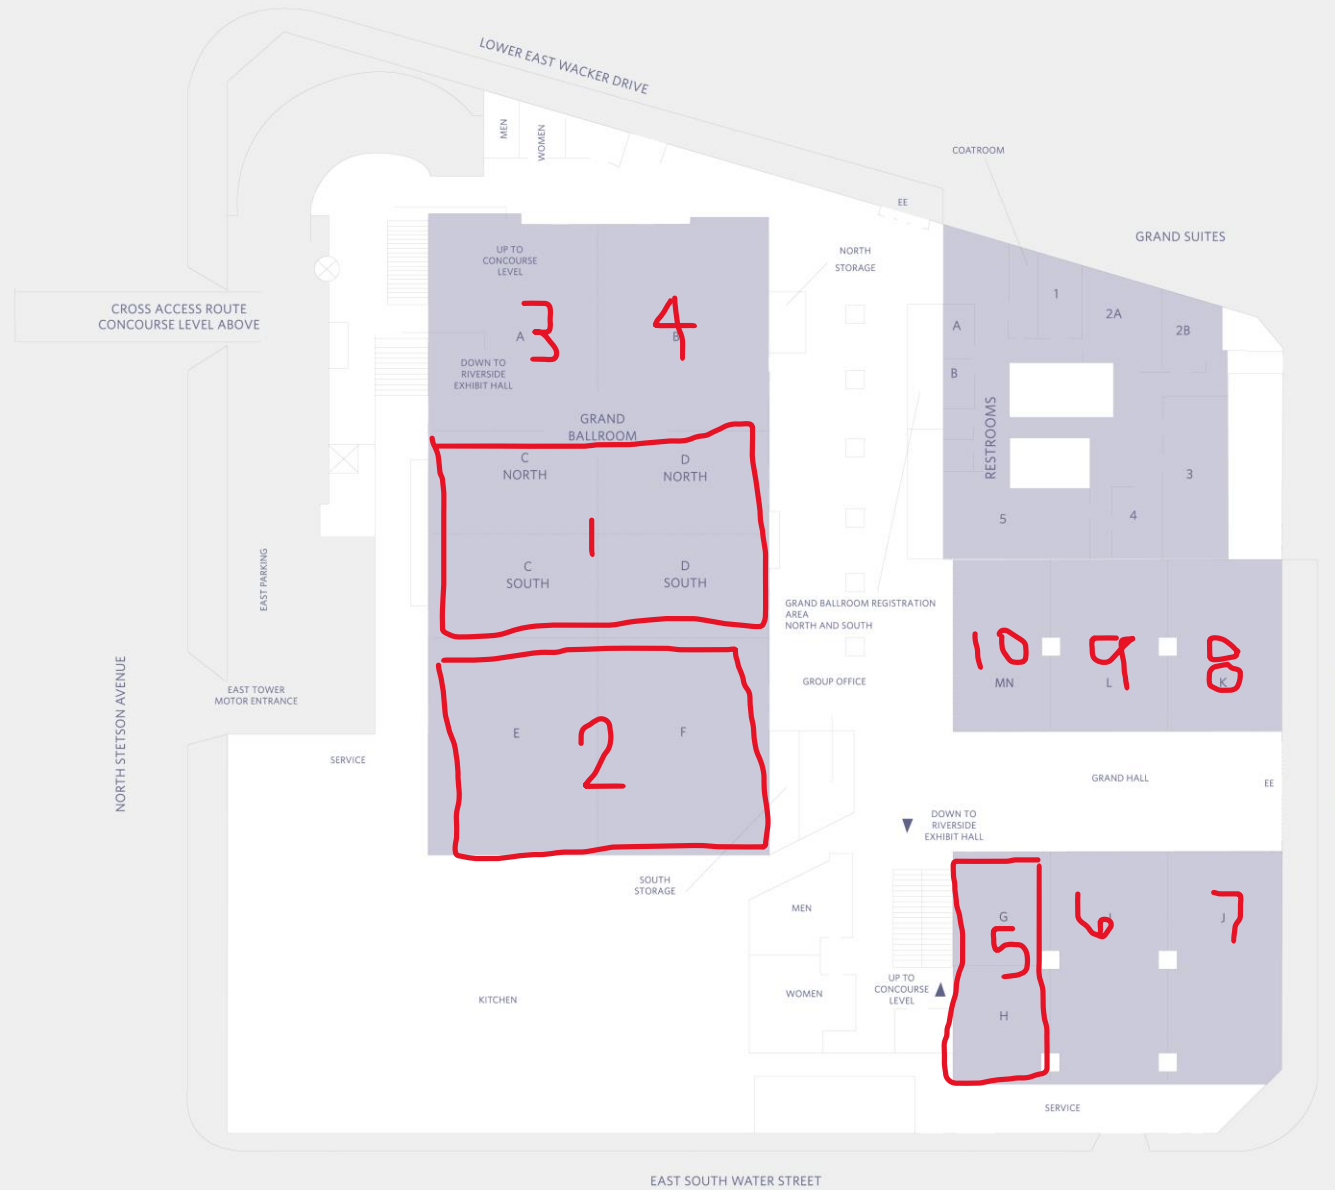 LOWER EAST WACKER DRIVE
MEN
WOMEN
COATROOM
EE
GRAND SUITES
UP TO
CONCOURSE
LEVEL
NORTH
STORAGE
CROSS ACCESS ROUTE
CONCOURSE LEVEL ABOVE
3
A
4
B
A
1
2A
2B
DOWN TO
RIVERSIDE
EXHIBIT HALL
B
GRAND
BALLROOM
RESTROOMS
C
NORTH
D
NORTH
3
1
5
4
C
SOUTH
D
SOUTH
EAST PARKING
GRAND BALLROOM REGISTRATION
AREA
NORTH AND SOUTH
10
9
8
MN
L
K
GROUP OFFICE
EAST TOWER
MOTOR ENTRANCE
NORTH STETSON AVENUE
E
2
F
SERVICE
GRAND HALL
EE
DOWN TO
RIVERSIDE
EXHIBIT HALL
SOUTH
STORAGE
MEN
G
5
6
7
J
UP TO
CONCOURSE
LEVEL
WOMEN
KITCHEN
H
SERVICE
EAST SOUTH WATER STREET